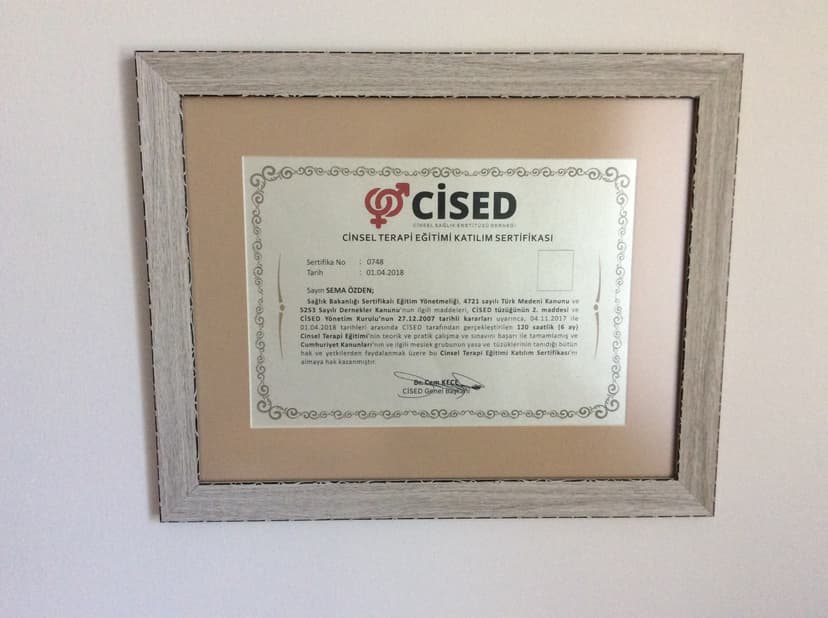 CİSED
CİNSEL SAĞLIK ENSTİTÜSÜ DERNEĞİ
CİNSEL TERAPİ EĞİTİMİ KATILIM SERTİFİKASI
Sertifika No : 0748
Tarih : 01.04.2018
Sayın SEMA ÖZDEN;
Sağlık Bakanlığı Sertifikalı Eğitim Yönetmeliği, 4721 sayılı Türk Medeni Kanunu ve
5253 Sayılı Dernekler Kanunu'nun ilgili maddeleri, CİSED tüzüğünün 2. maddesi ve
CİSED Yönetim Kurulu'nun 27.12.2007 tarihli kararları uyarınca, 04.11.2017 ile
01.04.2018 tarihleri arasında CİSED tarafından gerçekleştirilen 120 saatlik (6 ay)
Cinsel Terapi Eğitimi'nin teorik ve pratik çalışma ve sınavını başarı ile tamamlamış ve
Cumhuriyet Kanunları'nın ve ilgili meslek grubunun yasa ve tüzüklerinin tanıdığı bütün
hak ve yetkilerden faydalanmak üzere bu Cinsel Terapi Eğitimi Katılım Sertifikası'nı
almaya hak kazanmıştır.
Dr. Cem KEÇE
CİSED Genel Başkanı